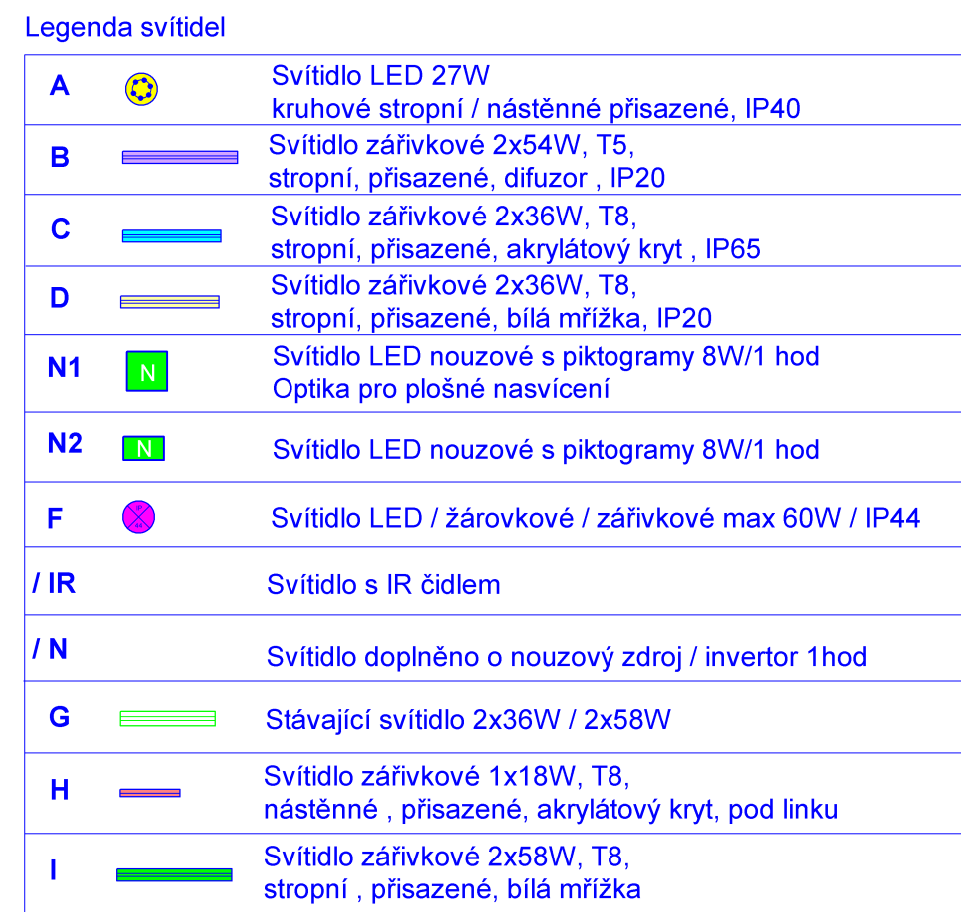 Legenda svítidel
A
Svítidlo LED 27W
kruhové stropní / nástěnné přisazené, IP40
B
Svítidlo zářivkové 2x54W, T5,
stropní, přisazené, difuzor , IP20
C
Svítidlo zářivkové 2x36W, T8,
stropní, přisazené, akrylátový kryt , IP65
D
Svítidlo zářivkové 2x36W, T8,
stropní, přisazené, bílá mřížka, IP20
N1
N
Svítidlo LED nouzové s piktogramy 8W/1 hod
Optika pro plošné nasvícení
N2
N
Svítidlo LED nouzové s piktogramy 8W/1 hod
F
IP
44
Svítidlo LED / žárovkové / zářivkové max 60W / IP44
/ IR
Svítidlo s IR čidlem
/ N
Svítidlo doplněno o nouzový zdroj / invertor 1hod
G
Stávající svítidlo 2x36W / 2x58W
H
Svítidlo zářivkové 1x18W, T8,
nástěnné , přisazené, akrylátový kryt, pod linku
I
Svítidlo zářivkové 2x58W, T8,
stropní , přisazené, bílá mřížka